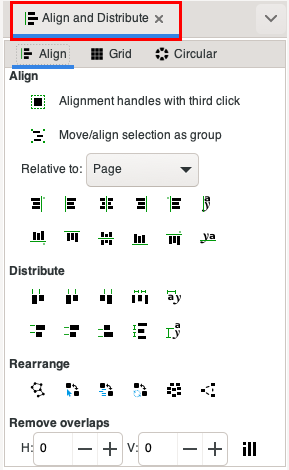 Align and Distribute
Align Grid Circular
Align
Alignment handles with third click
Move/align selection as group
Relative to: Page
Distribute
Rearrange
Remove overlaps
H: 0 V: 0